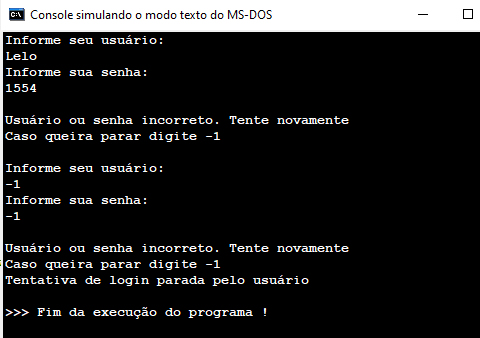 Console simulando o modo texto do MS-DOS
Informe seu usuário:
Lelo
Informe sua senha:
1554
Usuário ou senha incorreto. Tente novamente
Caso queira parar digite -1
Informe seu usuário:
-1
Informe sua senha:
-1
Usuário ou senha incorreto. Tente novamente
Caso queira parar digite -1
Tentativa de login parada pelo usuário
>>> Fim da execução do programa !